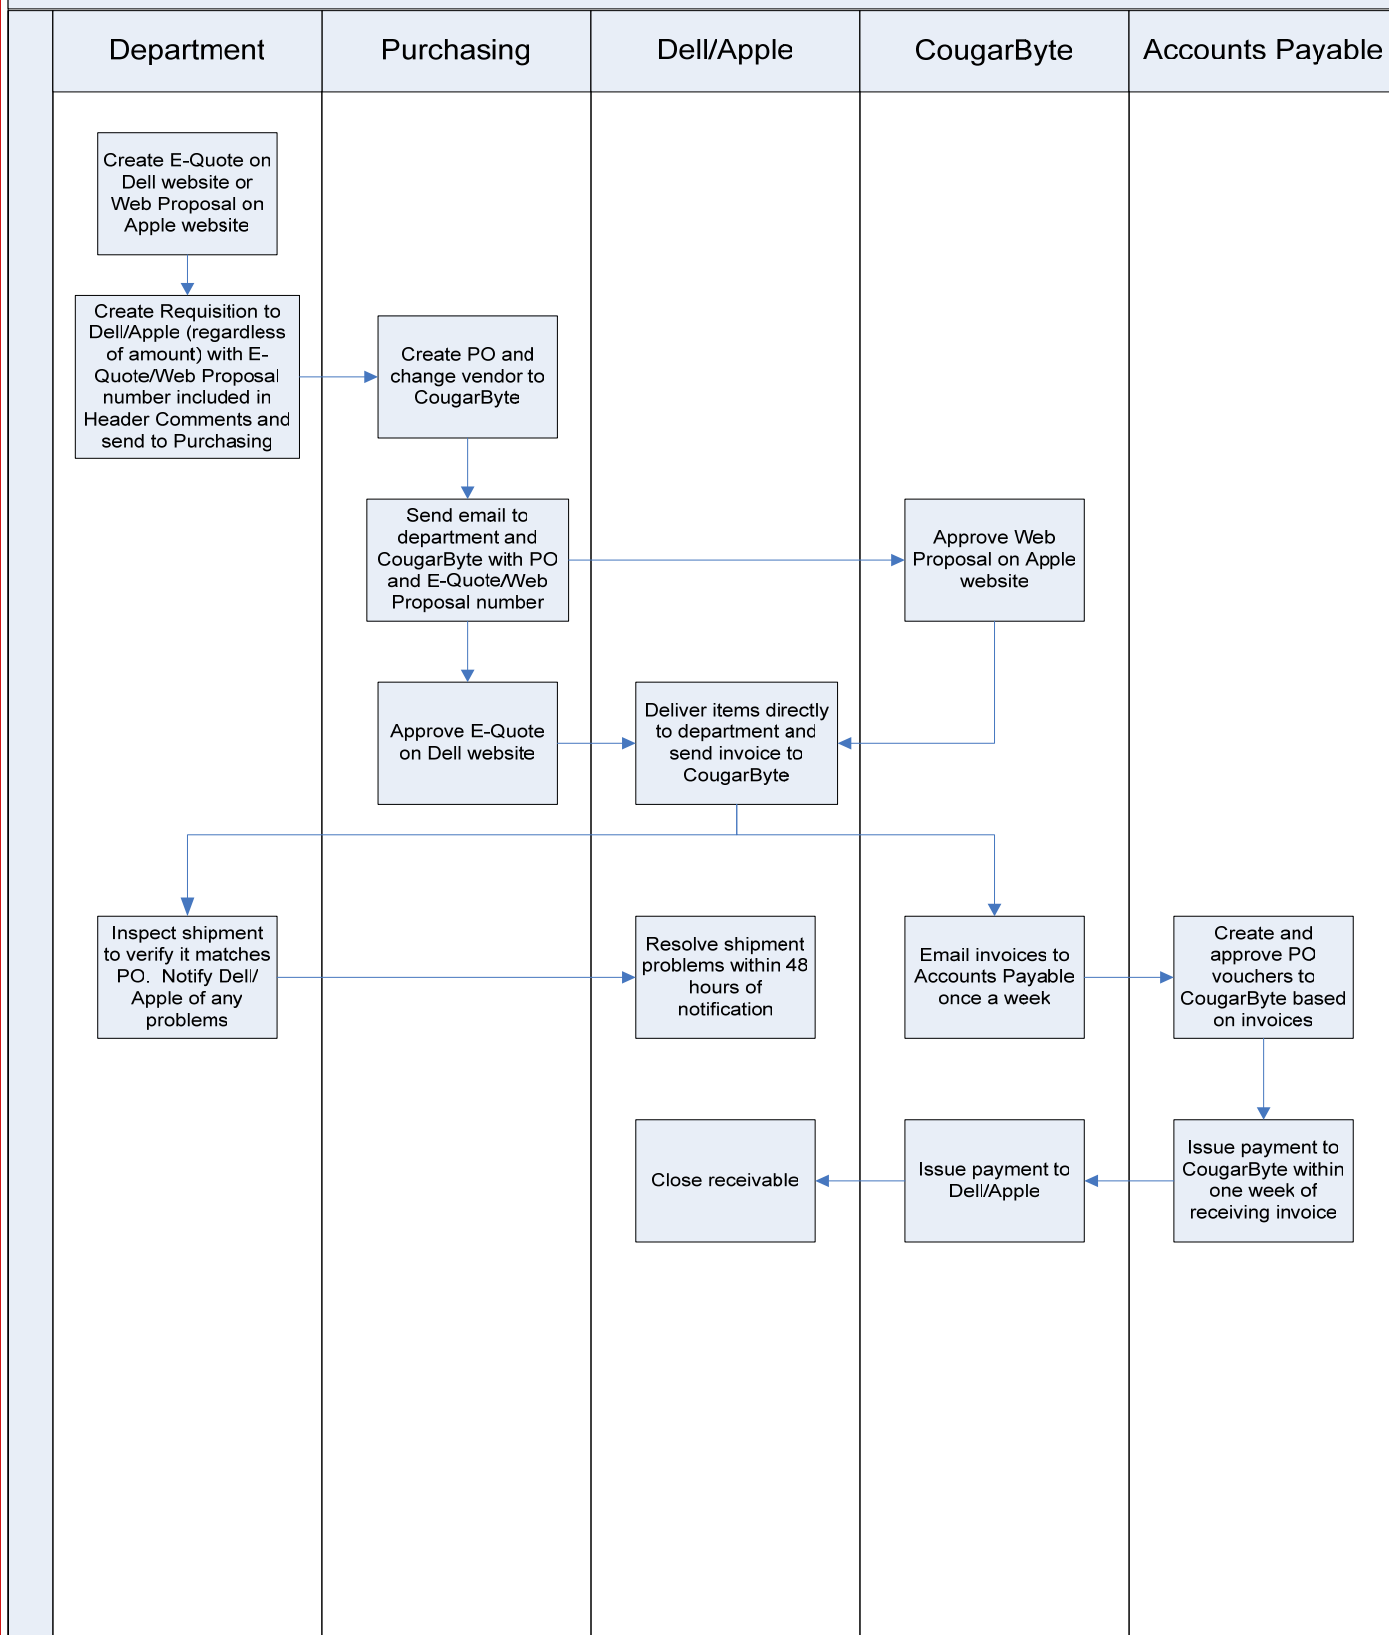 Department
Purchasing
Dell/Apple
CougarByte
Accounts Payable
Create E-Quote on
Dell website or
Web Proposal on
Apple website
Create Requisition to
Dell/Apple (regardless
of amount) with E-
Quote/Web Proposal
number included in
Header Comments and
send to Purchasing
Create PO and
change vendor to
CougarByte
Send email to
department and
CougarByte with PO
and E-Quote/Web
Proposal number
Approve Web
Proposal on Apple
website
Approve E-Quote
on Dell website
Deliver items directly
to department and
send invoice to
CougarByte
Inspect shipment
to verify it matches
PO.  Notify Dell/
Apple of any
problems
Resolve shipment
problems within 48
hours of
notification
Email invoices to
Accounts Payable
once a week
Create and
approve PO
vouchers to
CougarByte based
on invoices
Close receivable
Issue payment to
Dell/Apple
Issue payment to
CougarByte within
one week of
receiving invoice